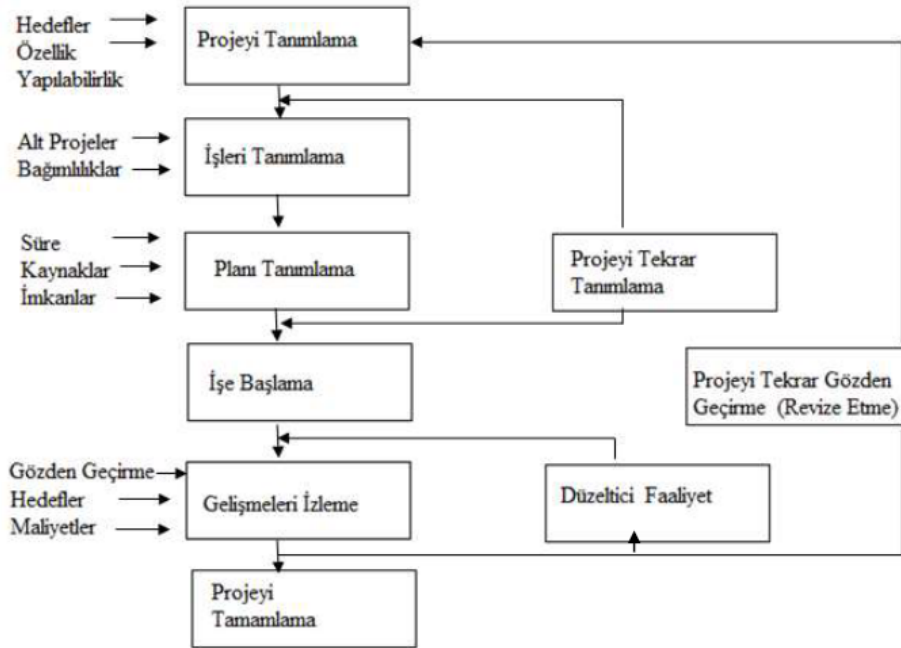 Hedefler
Özellik
Yapılabilirlik
Projeyi Tanımlama
Alt Projeler
Bağımlılıklar
İşleri Tanımlama
Süre
Kaynaklar
İmkanlar
Planı Tanımlama
Projeyi Tekrar
Tanımlama
İşe Başlama
Projeyi Tekrar Gözden
Geçirme (Revize Etme)
Gözden Geçirme
Hedefler
Maliyetler
Gelişmeleri İzleme
Düzeltici Faaliyet
Projeyi
Tamamlama